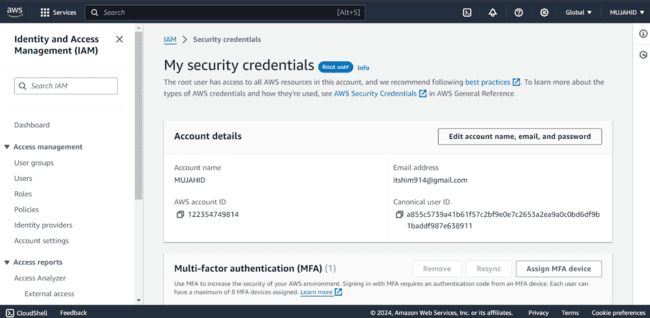 aws Services Search [Alt+S] Global MUJAHID
Identity and Access
Management (IAM)
Search IAM
Dashboard
Access management
User groups
Users
Roles
Policies
Identity providers
Account settings
Access reports
Access Analyzer
External access
IAM > Security credentials
My security credentials Root user Info
The root user has access to all AWS resources in this account, and we recommend following best practices. To learn more about the
types of AWS credentials and how they're used, see AWS Security Credentials in AWS General Reference
Account details Edit account name, email, and password
Account name Email address
MUJAHID itshim914@gmail.com
AWS account ID Canonical user ID
122354749814 a855c5739a41b61f57c2bf9e0e7c2653a2ea9a0c0bd6df9b
1baddf987e638911
Multi-factor authentication (MFA) (1) Remove Resync Assign MFA device
Use MFA to increase the security of your AWS environment. Signing in with MFA requires an authentication code from an MFA device. Each user can
have a maximum of 8 MFA devices assigned. Learn more
CloudShell Feedback © 2024, Amazon Web Services, Inc. or its affiliates. Privacy Terms Cookie preferences